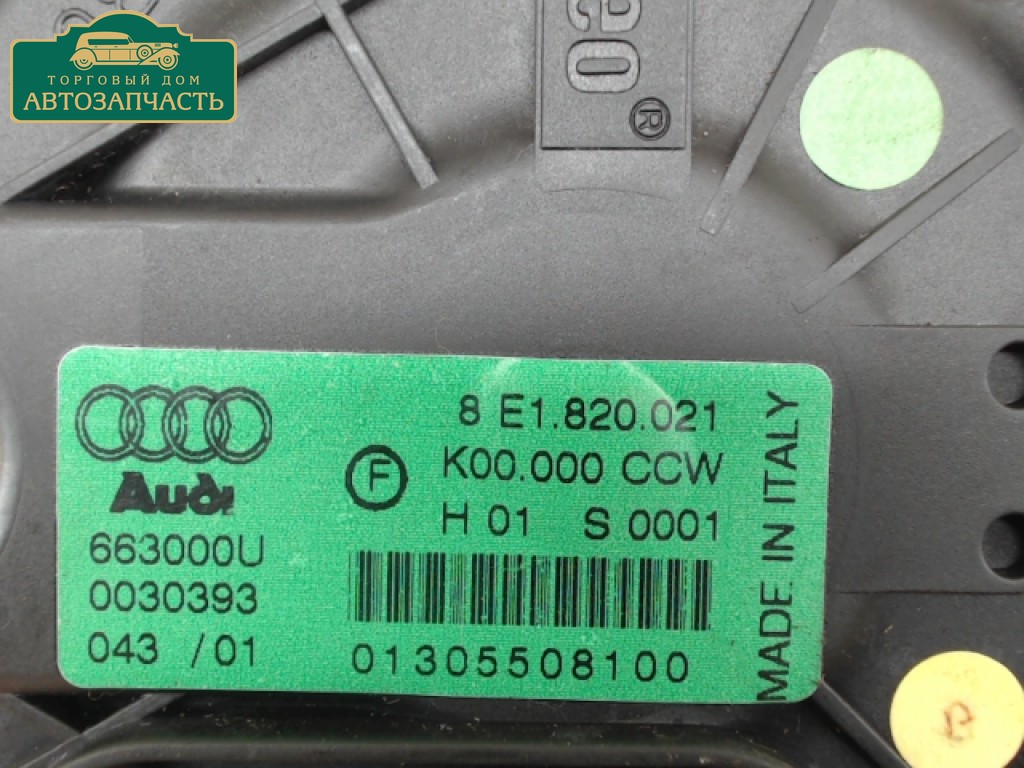 ТОРГОВЫЙ ДОМ
АВТОЗАПЧАСТЬ
eo
®
Audi
663000U
0030393
043 /01
F
8 E1.820.021
K00.000 CCW
H 01 S 0001
01305508100
MADE IN ITALY